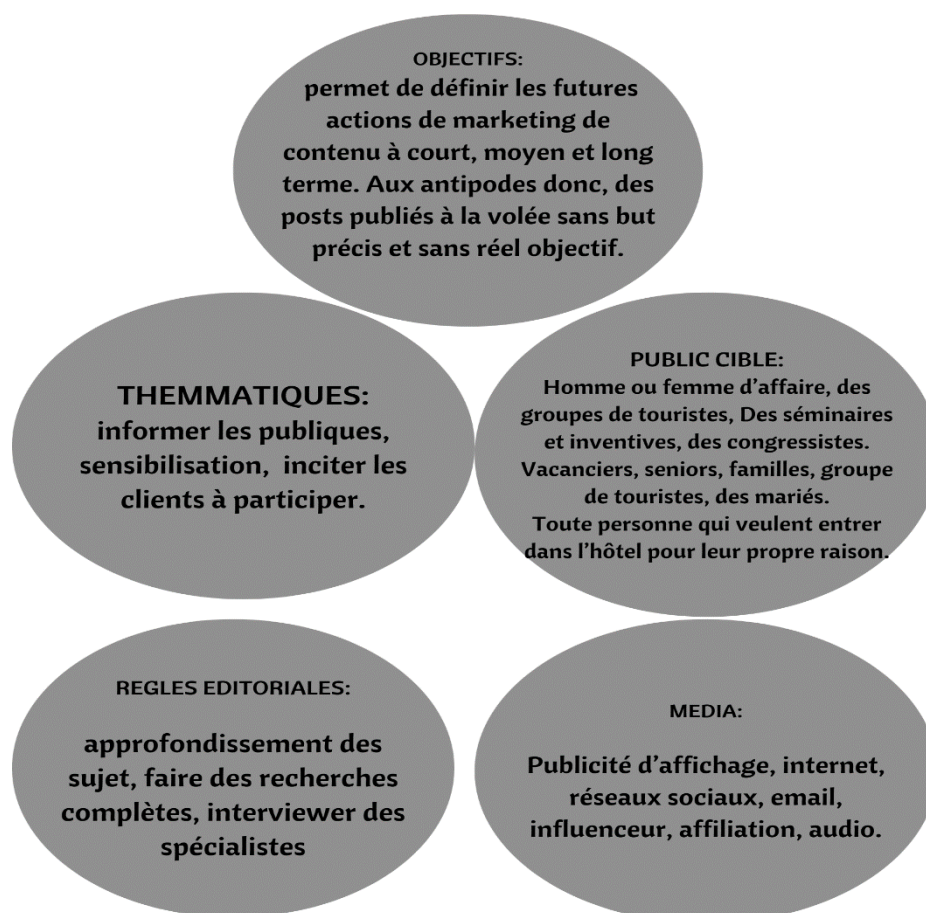 OBJECTIFS:
permet de définir les futures
actions de marketing de
contenu à court, moyen et long
terme. Aux antipodes donc, des
posts publiés à la volée sans but
précis et sans réel objectif.
THEMMATIQUES:
informer les publiques,
sensibilisation, inciter les
clients à participer.
PUBLIC CIBLE:
Homme ou femme d'affaire, des
groupes de touristes, Des séminaires
et inventives, des congressistes.
Vacanciers, seniors, familles, groupe
de touristes, des mariés.
Toute personne qui veulent entrer
dans l'hôtel pour leur propre raison.
REGLES EDITORIALES:
approfondissement des
sujet, faire des recherches
complètes, interviewer des
spécialistes
MEDIA:
Publicité d'affichage, internet,
réseaux sociaux, email,
influenceur, affiliation, audio.